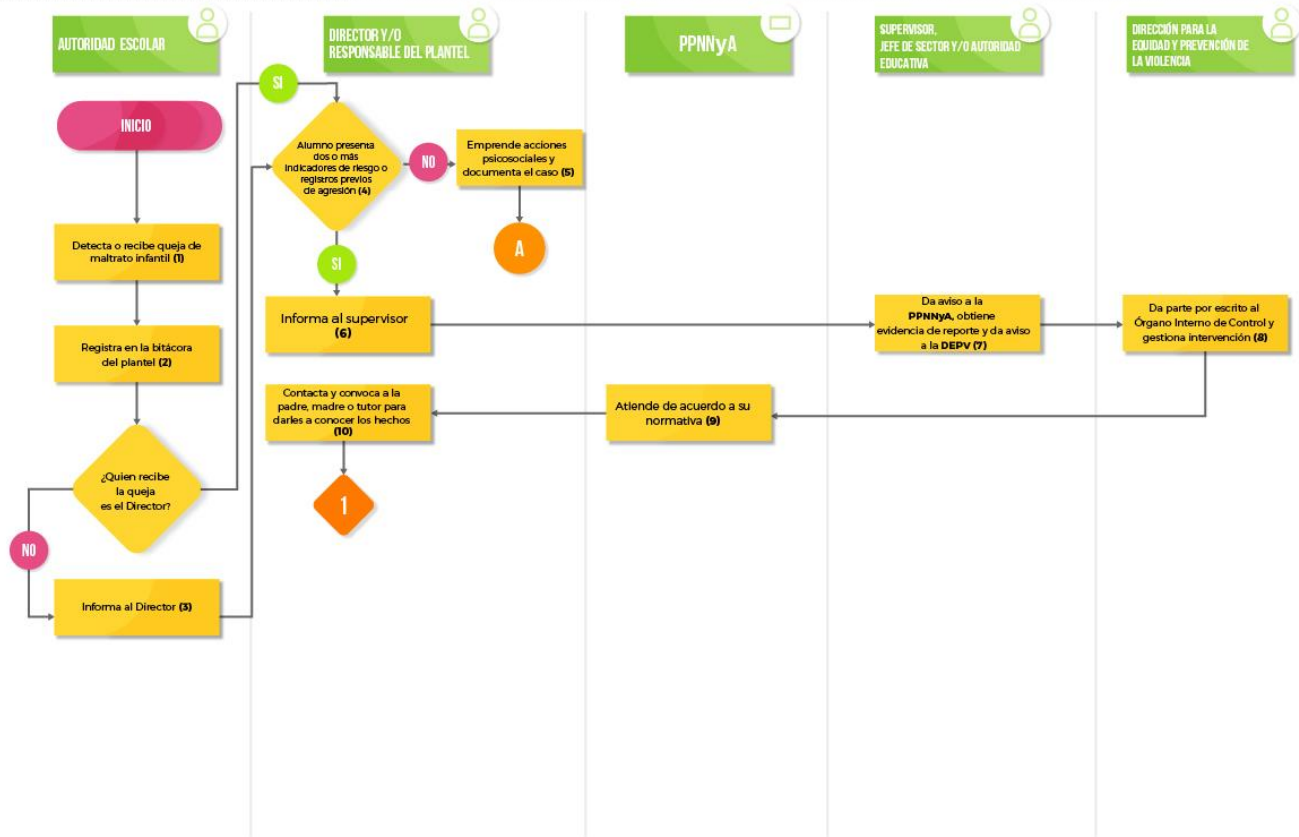 AUTORIDAD ESCOLAR
DIRECTOR Y/O
RESPONSABLE DEL PLANTEL
PPNNyA
SUPERVISOR,
JEFE DE SECTOR Y/O AUTORIDAD
EDUCATIVA
DIRECCIÓN PARA LA
EQUIDAD Y PREVENCIÓN DE
LA VIOLENCIA
INICIO
Detecta o recibe queja de
maltrato infantil (1)
Registra en la bitácora
del plantel (2)
¿Quien recibe
la queja
es el Director?
NO
Informa al Director (3)
SI
Alumno presenta
dos o más
indicadores de riesgo o
registros previos
de agresión (4)
NO
Emprende acciones
psicosociales y
documenta el caso (5)
A
SI
Informa al supervisor
(6)
Da aviso a la
PPNNyA, obtiene
evidencia de reporte y da aviso
a la DEPV (7)
Da parte por escrito al
Órgano Interno de Control y
gestiona intervención (8)
Atiende de acuerdo a su
normativa (9)
Contacta y convoca a la
padre, madre o tutor para
darles a conocer los hechos
(10)
1